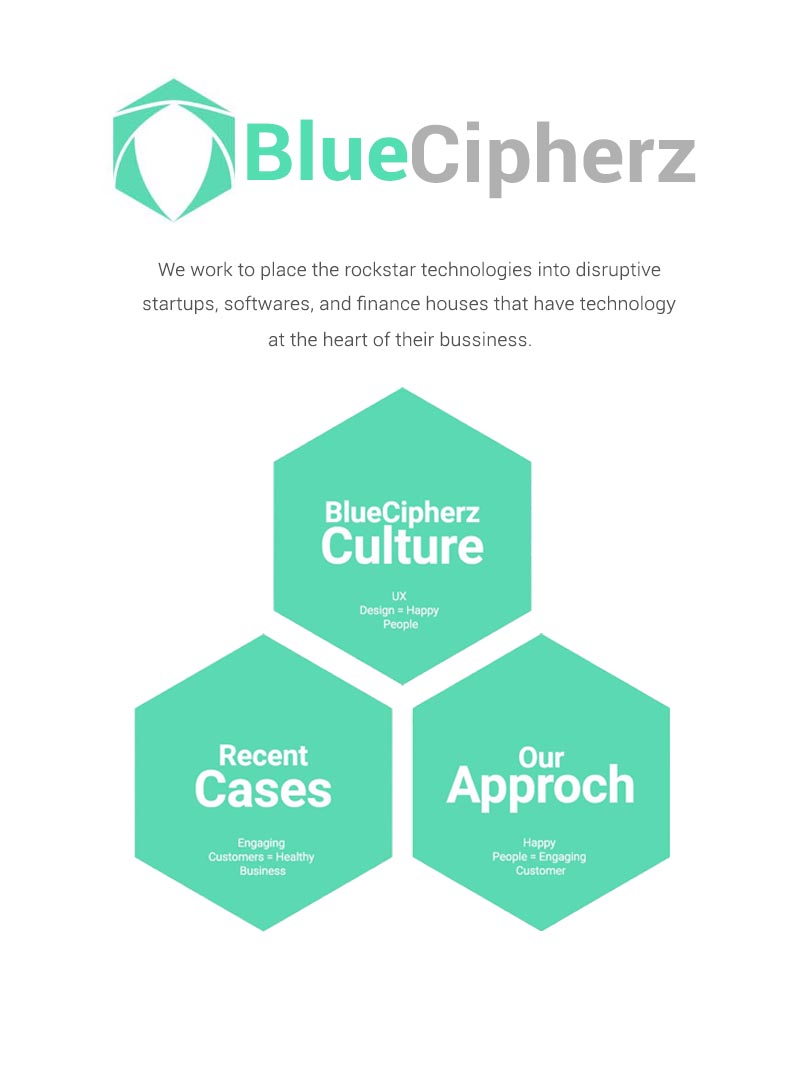 BlueCipherz
We work to place the rockstar technologies into disruptive
startups, softwares, and finance houses that have technology
at the heart of their bussiness.
BlueCipherz
Culture
UX
Design = Happy
People
Recent
Cases
Engaging
Customers = Healthy
Business
Our
Approch
Happy
People = Engaging
Customer